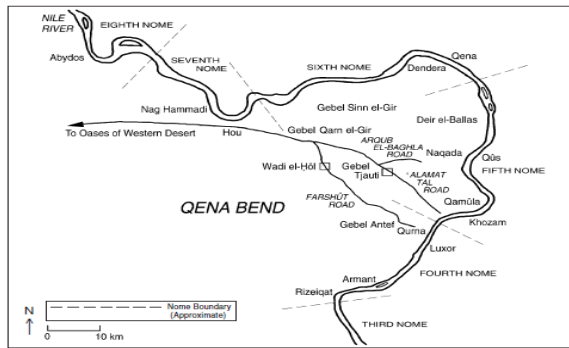 NILE
RIVER
EIGHTH NOME
Abydos
SEVENTH
NOME
SIXTH NOME
Qena
Dendera
Nag Hammadi
Gebel Sinn el-Gir
Deir el-Ballas
To Oases of Western Desert
Hou
Gebel Qarn el-Gir
ARQUB
EL-BAGHLA
ROAD
Naqada
Qûs
FIFTH NOME
Wadi el-Ḥôl
Gebel
Tjauti
'ALAMAT
TAL
ROAD
Qamûla
FARSHÛT
ROAD
QENA BEND
Khozam
Gebel Antef
Qurna
Luxor
FOURTH NOME
Armant
Rizeiqat
THIRD NOME
N
Nome Boundary
(Approximate)
0 10 km